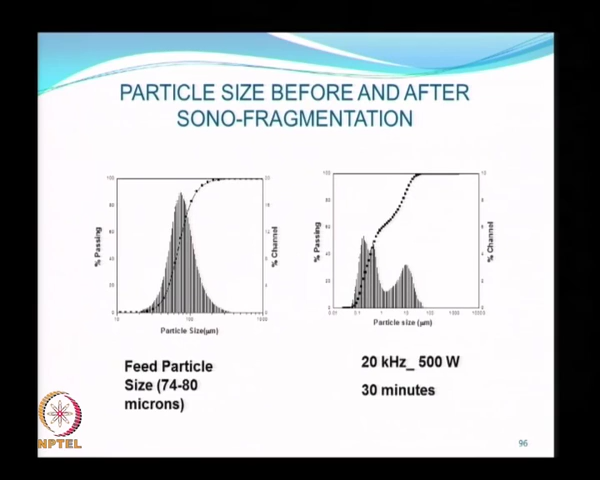 PARTICLE SIZE BEFORE AND AFTER
SONO-FRAGMENTATION
% Passing
% Channel
Particle Size(µm)
% Passing
% Channel
Particle size (µm)
Feed Particle
Size (74-80
microns)
20 kHz_ 500 W
30 minutes
NPTEL
96